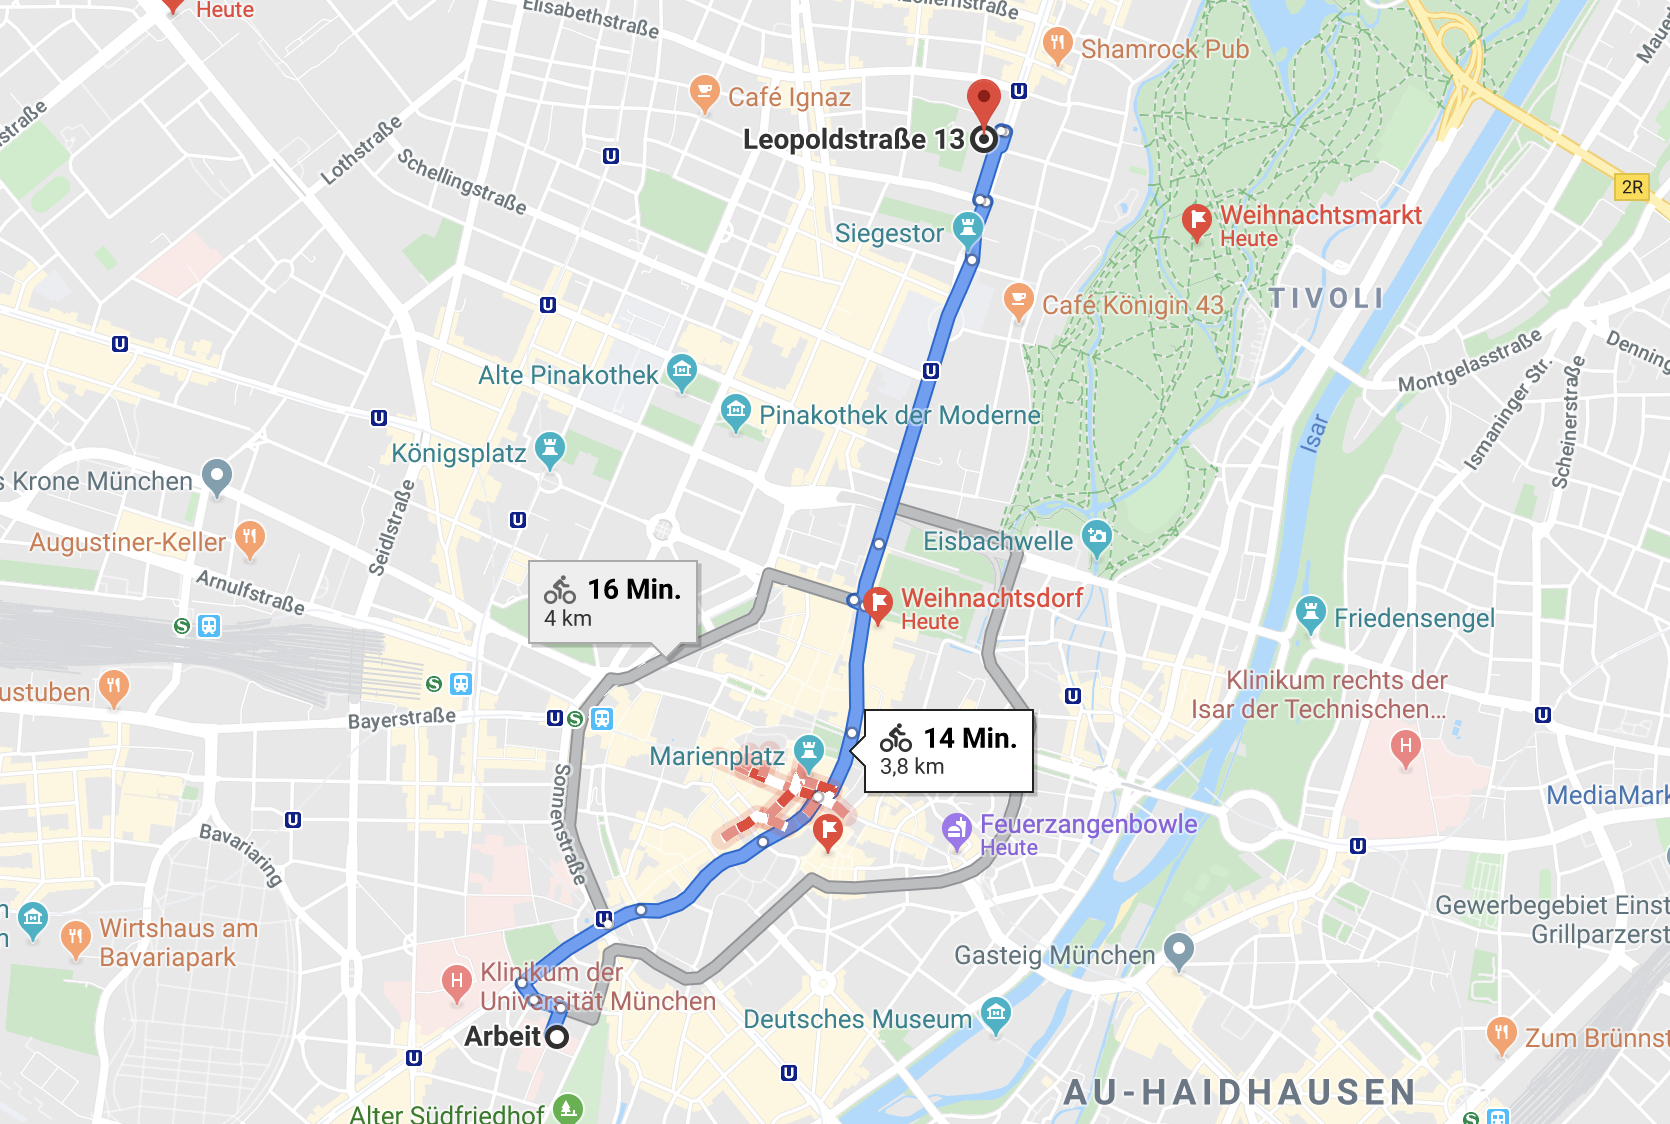 Heute
Elisabethstraße
Shamrock Pub
Café Ignaz
Leopoldstraße 13
Lothstraße
Schellingstraße
2R
Weihnachtsmarkt
Heute
Siegestor
TIVOLI
Café Königin 43
Montgelasstraße
Ismaninger Str.
Scheinerstraße
Alte Pinakothek
Pinakothek der Moderne
Isar
Königsplatz
s Krone München
Seidlstraße
Augustiner-Keller
Eisbachwelle
Arnulfstraße
16 Min.
4 km
Weihnachtsdorf
Heute
Friedensengel
Klinikum rechts der
Isar der Technischen...
ustuben
Bayerstraße
14 Min.
3,8 km
Marienplatz
Sonnenstraße
MediaMark
Feuerzangenbowle
Heute
Bavariaring
Gewerbegebiet Einst
Grillparzerst
Wirtshaus am
Bavariapark
Gasteig München
Klinikum der
Universität München
Deutsches Museum
Arbeit
Zum Brünnst
AU-HAIDHAUSEN
Alter Südfriedhof